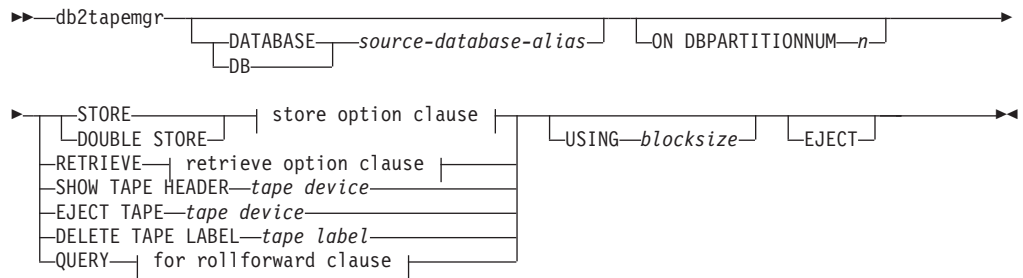 db2tapemgr
DATABASE source-database-alias ON DBPARTITIONNUM n
DB
STORE store option clause
DOUBLE STORE USING blocksize EJECT
RETRIEVE retrieve option clause
SHOW TAPE HEADER tape device
EJECT TAPE tape device
DELETE TAPE LABEL tape label
QUERY for rollforward clause